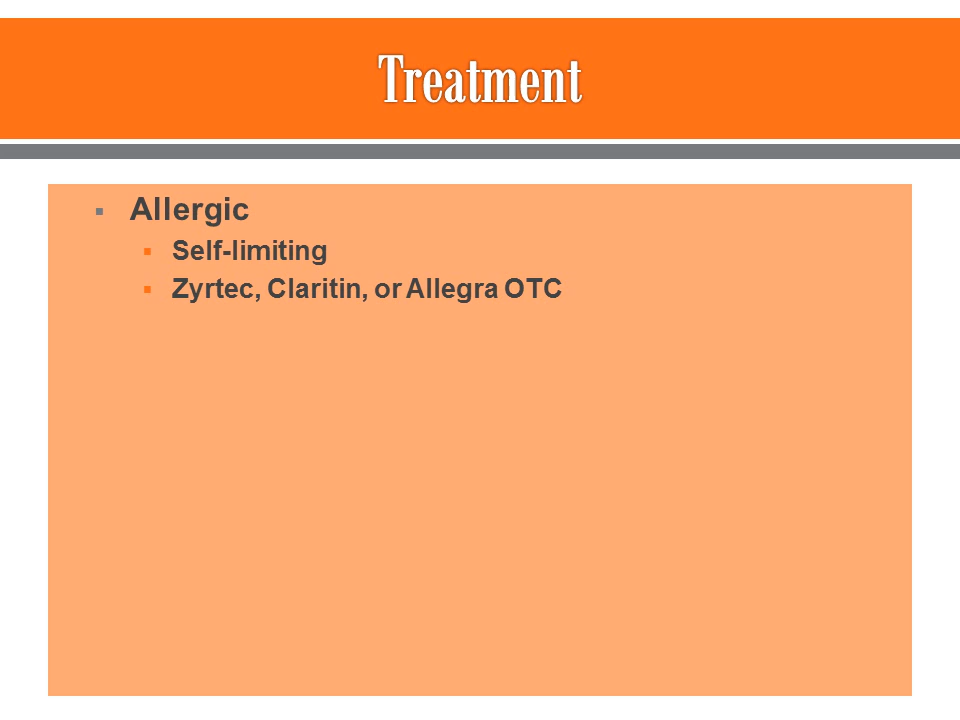 Treatment
▪ Allergic
▪ Self-limiting
▪ Zyrtec, Claritin, or Allegra OTC